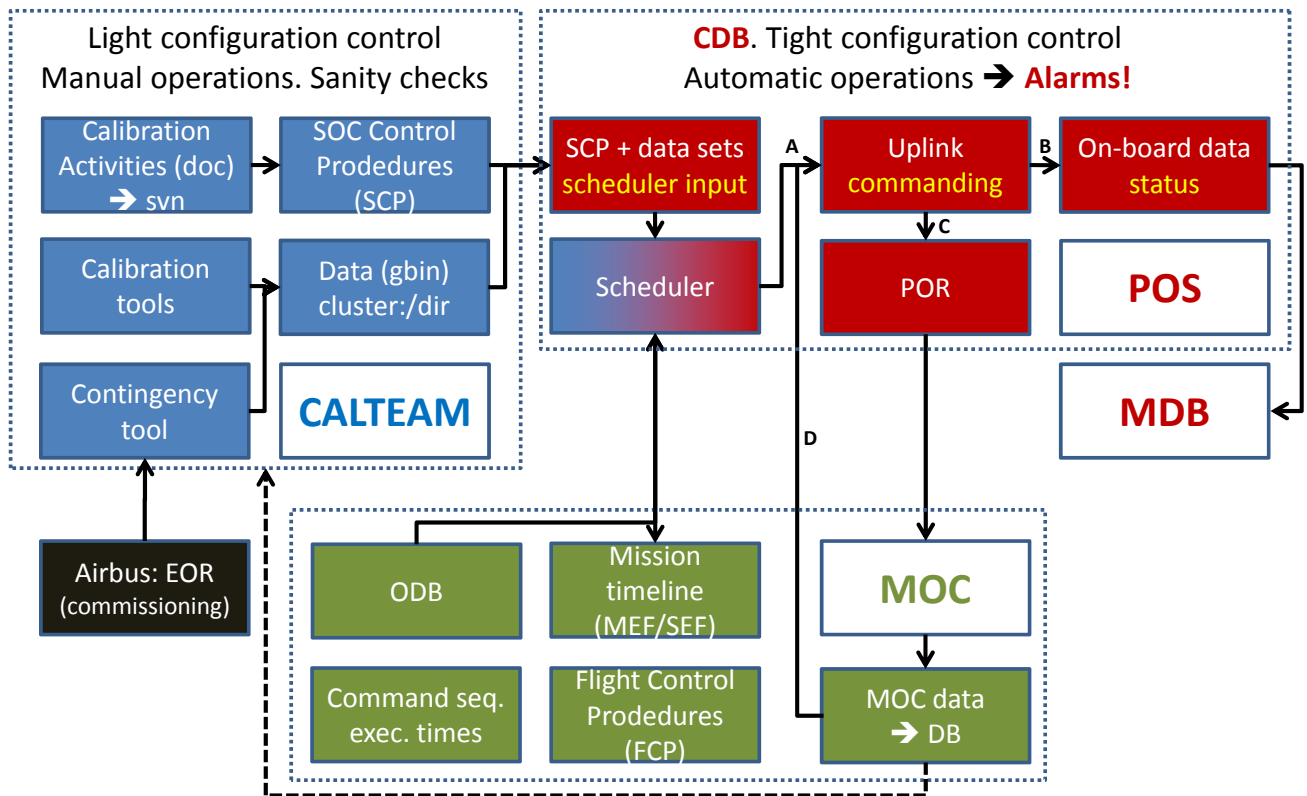 Light configuration control
Manual operations. Sanity checks
CDB. Tight configuration control
Automatic operations ➔ Alarms!
Calibration
Activities (doc)
➔ svn
SOC Control
Prodedures
(SCP)
SCP + data sets
scheduler input
A
Uplink
commanding
B
On-board data
status
C
Calibration
tools
Data (gbin)
cluster:/dir
Scheduler
POR
POS
Contingency
tool
CALTEAM
MDB
D
Airbus: EOR
(commissioning)
ODB
Mission
timeline
(MEF/SEF)
MOC
Command seq.
exec. times
Flight Control
Prodedures
(FCP)
MOC data
➔ DB